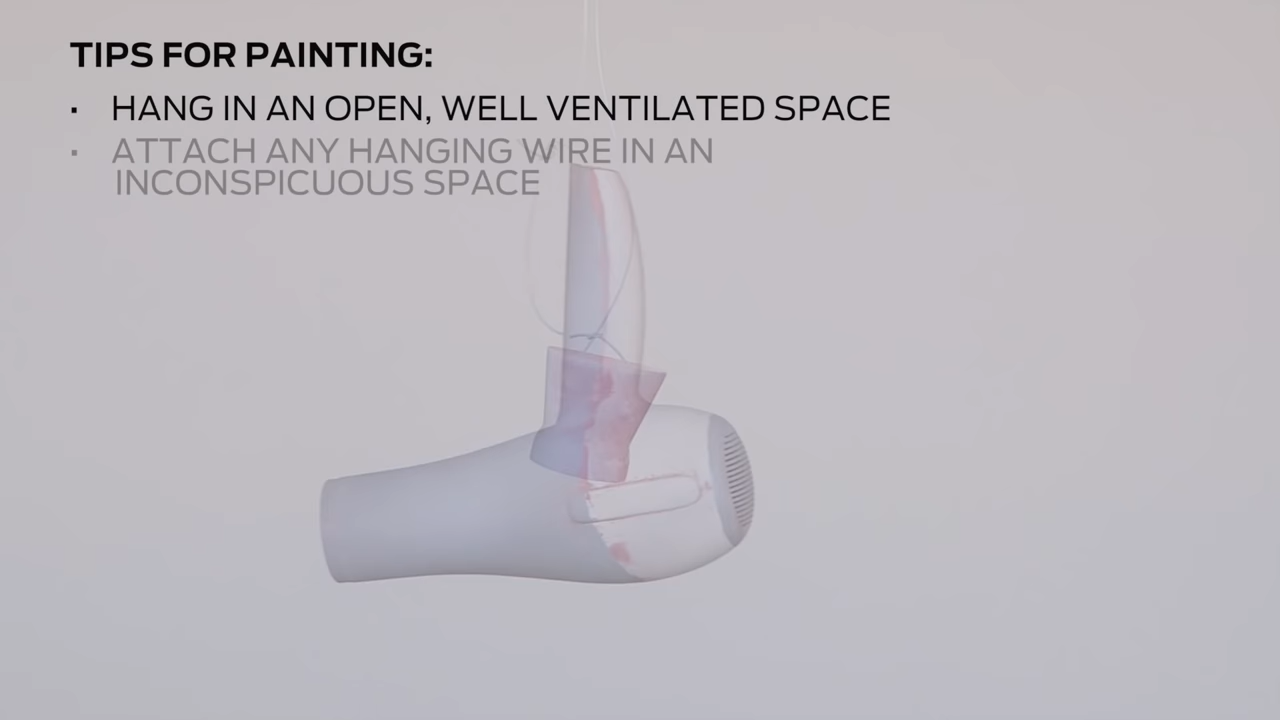 TIPS FOR PAINTING:
· HANG IN AN OPEN, WELL VENTILATED SPACE
· ATTACH ANY HANGING WIRE IN AN
INCONSPICUOUS SPACE